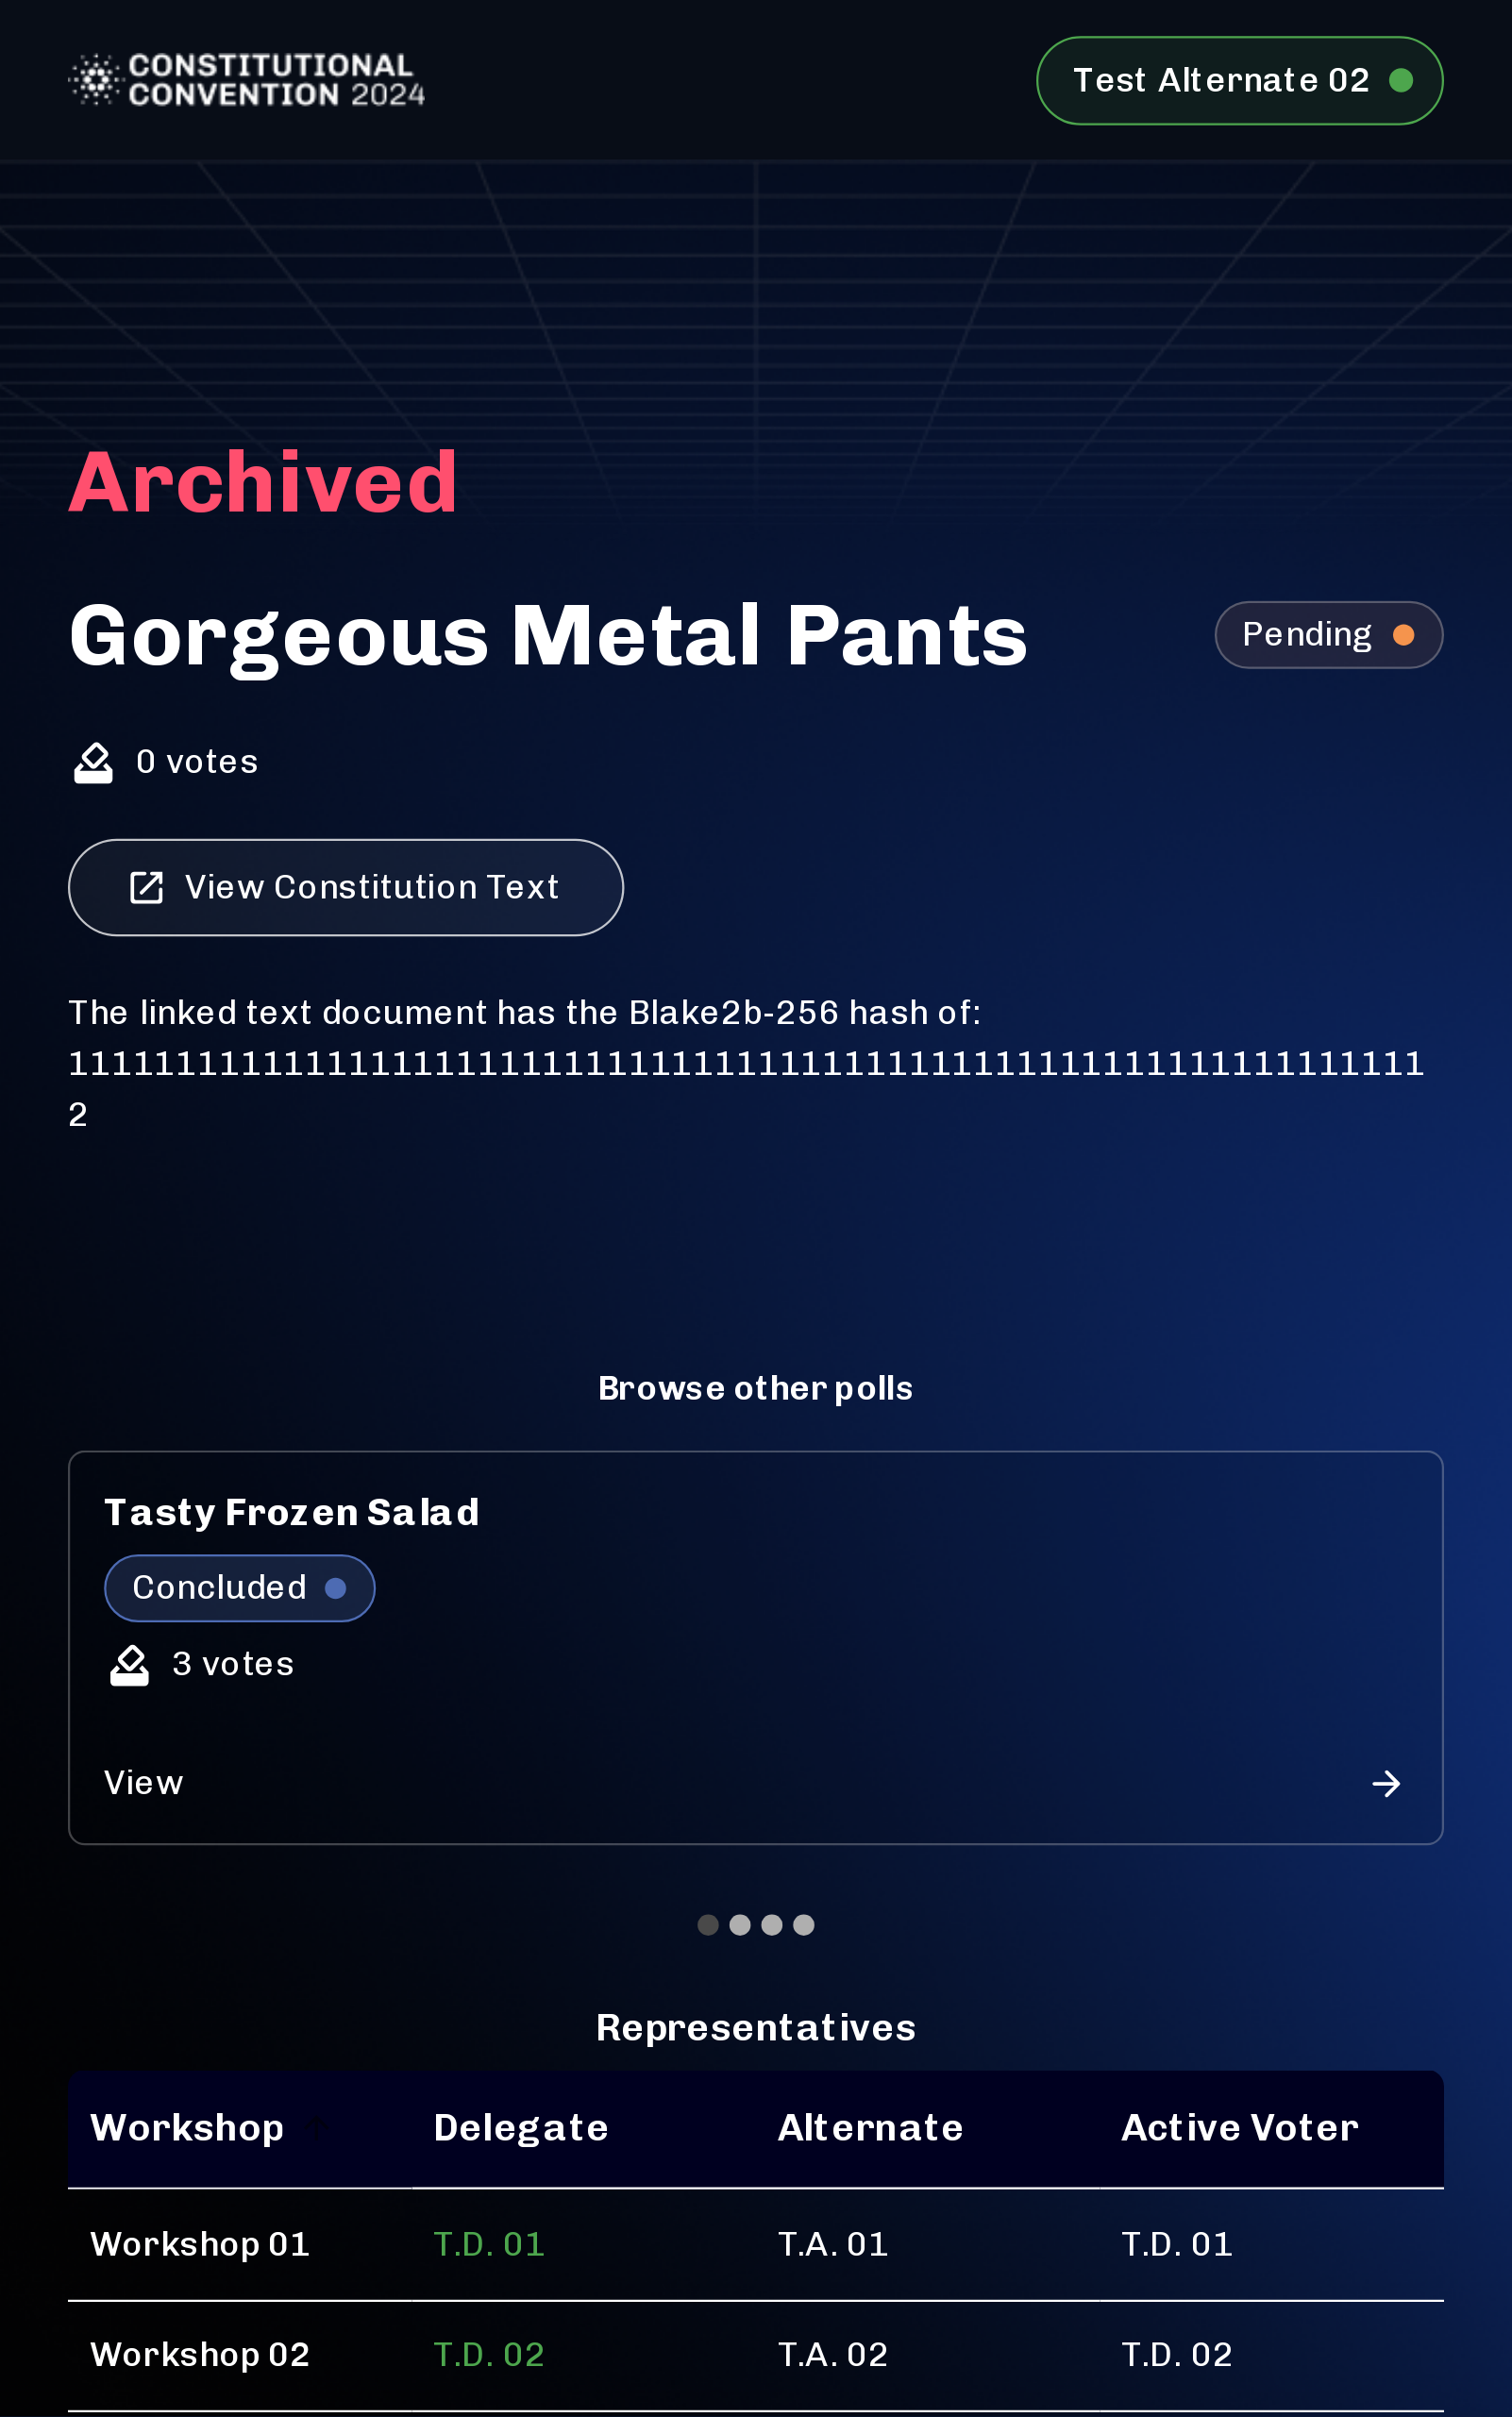 CONSTITUTIONAL
CONVENTION 2024
Test Alternate 02
Archived
Gorgeous Metal Pants
Pending
0 votes
View Constitution Text
The linked text document has the Blake2b-256 hash of:
111111111111111111111111111111111111111111111111111111111111111
2
Browse other polls
Tasty Frozen Salad
Concluded
3 votes
View
Representatives
Workshop Delegate Alternate Active Voter
Workshop 01 T.D. 01 T.A. 01 T.D. 01
Workshop 02 T.D. 02 T.A. 02 T.D. 02